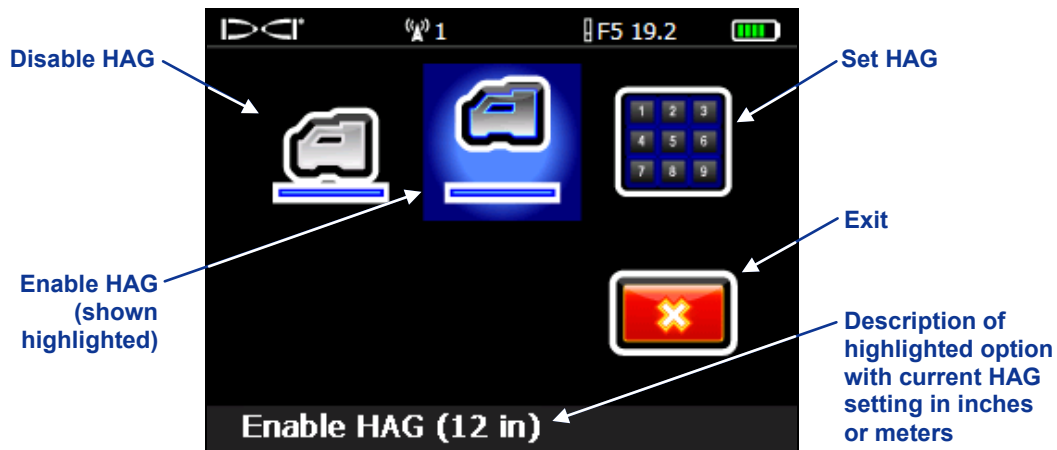 DCI 1 F5 19.2
Disable HAG
Set HAG
1 2 3
4 5 6
7 8 9
Exit
Enable HAG
(shown
highlighted)
Description of
highlighted option
with current HAG
setting in inches
or meters
Enable HAG (12 in)